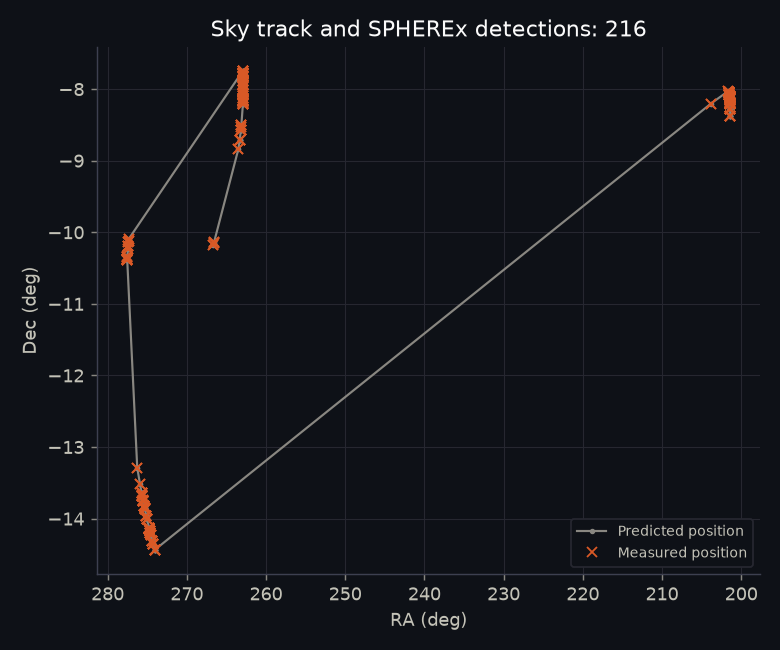 Sky track and SPHEREx detections: 216
−8
−9
−10
−11
−12
−13
−14
Dec (deg)
280 270 260 250 240 230 220 210 200
RA (deg)
Predicted position
Measured position